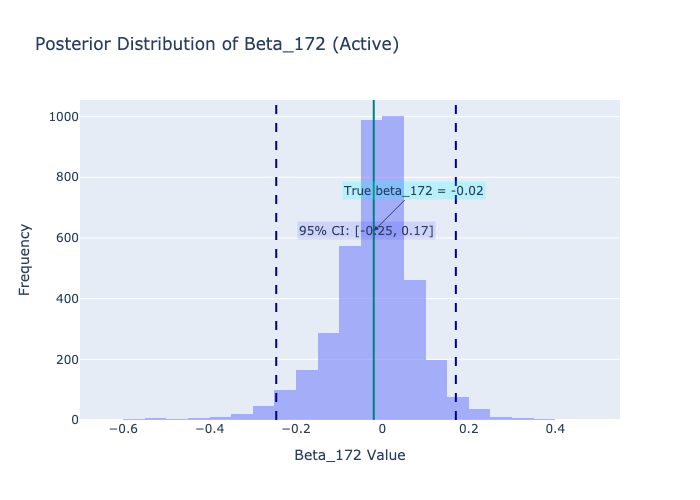 Posterior Distribution of Beta_172 (Active)
1000
800
600
400
200
0
Frequency
True beta_172 = -0.02
95% CI: [-0.25, 0.17]
−0.6
−0.4
−0.2
0
0.2
0.4
Beta_172 Value